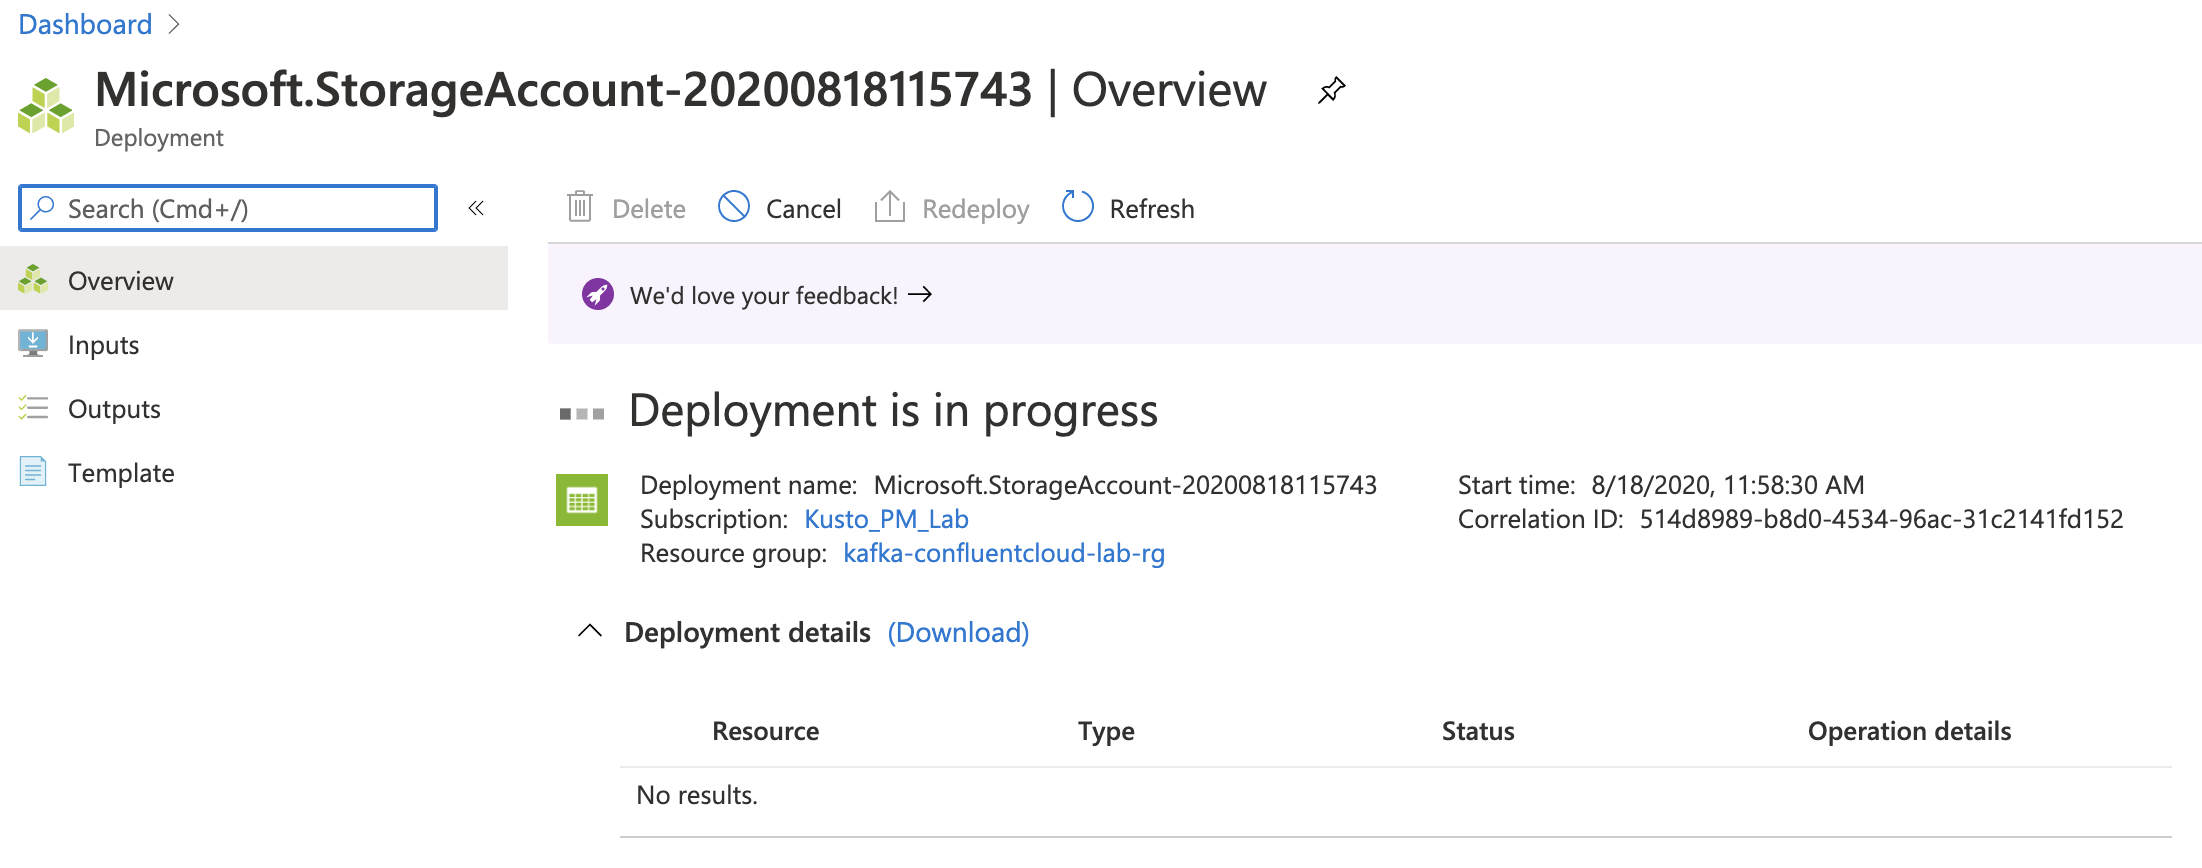 Dashboard >
Microsoft.StorageAccount-20200818115743 | Overview
Deployment
Search (Cmd+/)
«
Delete Cancel Redeploy Refresh
Overview
Inputs
Outputs
Template
We'd love your feedback! →
Deployment is in progress
Deployment name: Microsoft.StorageAccount-20200818115743 Start time: 8/18/2020, 11:58:30 AM
Subscription: Kusto_PM_Lab Correlation ID: 514d8989-b8d0-4534-96ac-31c2141fd152
Resource group: kafka-confluentcloud-lab-rg
Deployment details (Download)
Resource Type Status Operation details
No results.